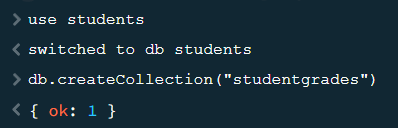 > use students
< switched to db students
> db.createCollection("studentgrades")
< { ok: 1 }